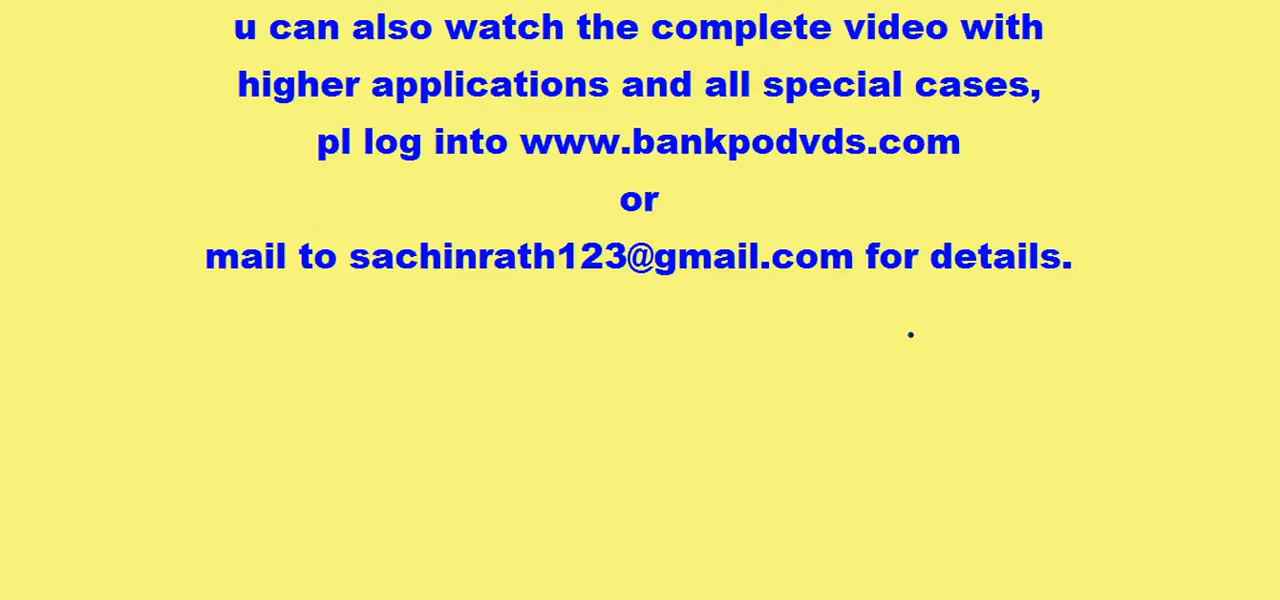 u can also watch the complete video with
higher applications and all special cases,
pl log into www.bankpodvds.com
or
mail to sachinrath123@gmail.com for details.